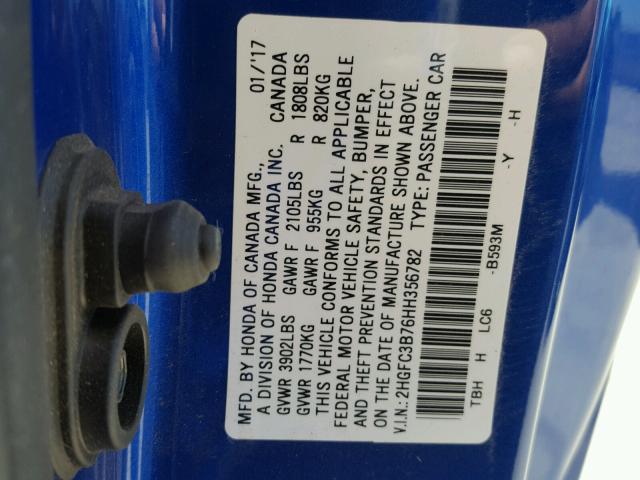 MFD. BY HONDA OF CANADA MFG., 01/'17
A DIVISION OF HONDA CANADA INC. CANADA
GVWR 3902LBS GAWR F 2105LBS R 1808LBS
GVWR 1770KG GAWR F 955KG R 820KG
THIS VEHICLE CONFORMS TO ALL APPLICABLE
FEDERAL MOTOR VEHICLE SAFETY, BUMPER,
AND THEFT PREVENTION STANDARDS IN EFFECT
ON THE DATE OF MANUFACTURE SHOWN ABOVE.
V.I.N.: 2HGFC3B76HH356782 TYPE: PASSENGER CAR
TBH H LC6 -B593M -Y -H